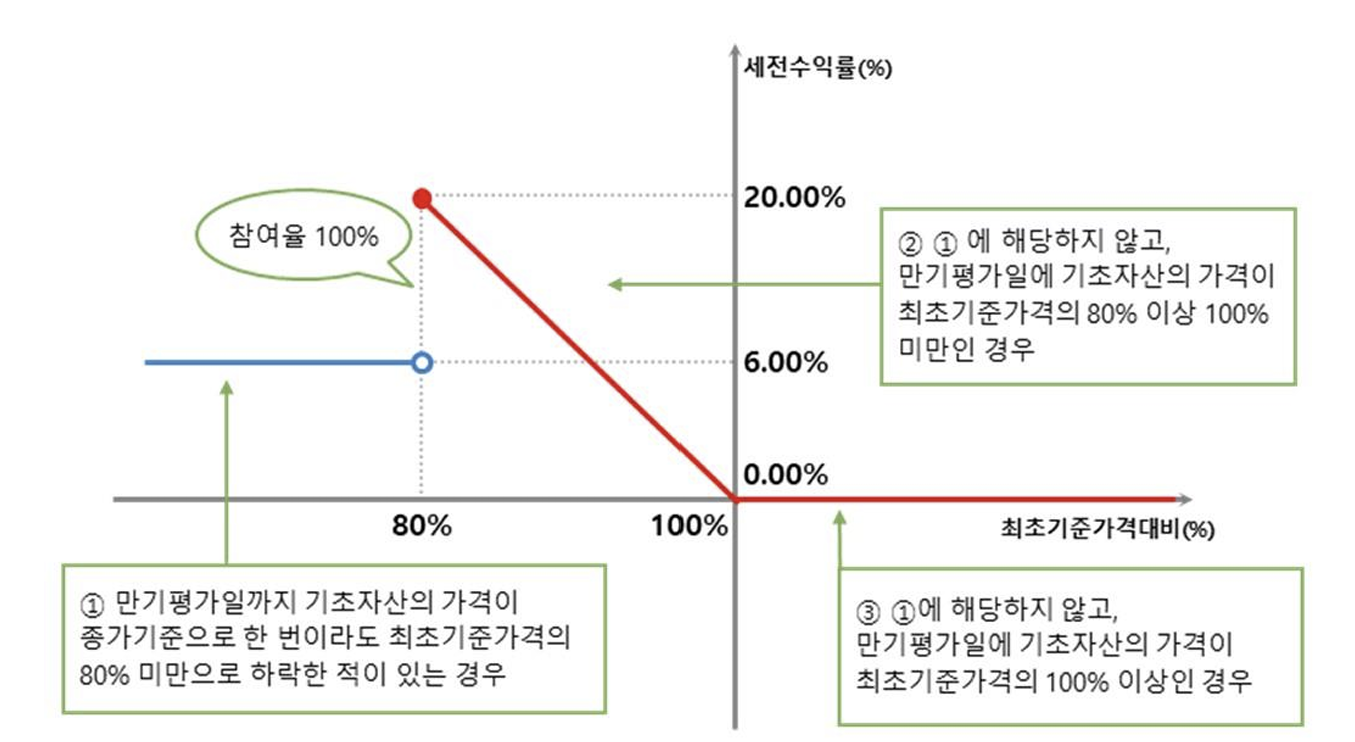 세전수익률(%)
20.00%
참여율 100%
② ① 에 해당하지 않고,
만기평가일에 기초자산의 가격이
최초기준가격의 80% 이상 100%
미만인 경우
6.00%
0.00%
80%
100%
최초기준가격대비(%)
① 만기평가일까지 기초자산의 가격이
종가기준으로 한 번이라도 최초기준가격의
80% 미만으로 하락한 적이 있는 경우
③ ①에 해당하지 않고,
만기평가일에 기초자산의 가격이
최초기준가격의 100% 이상인 경우